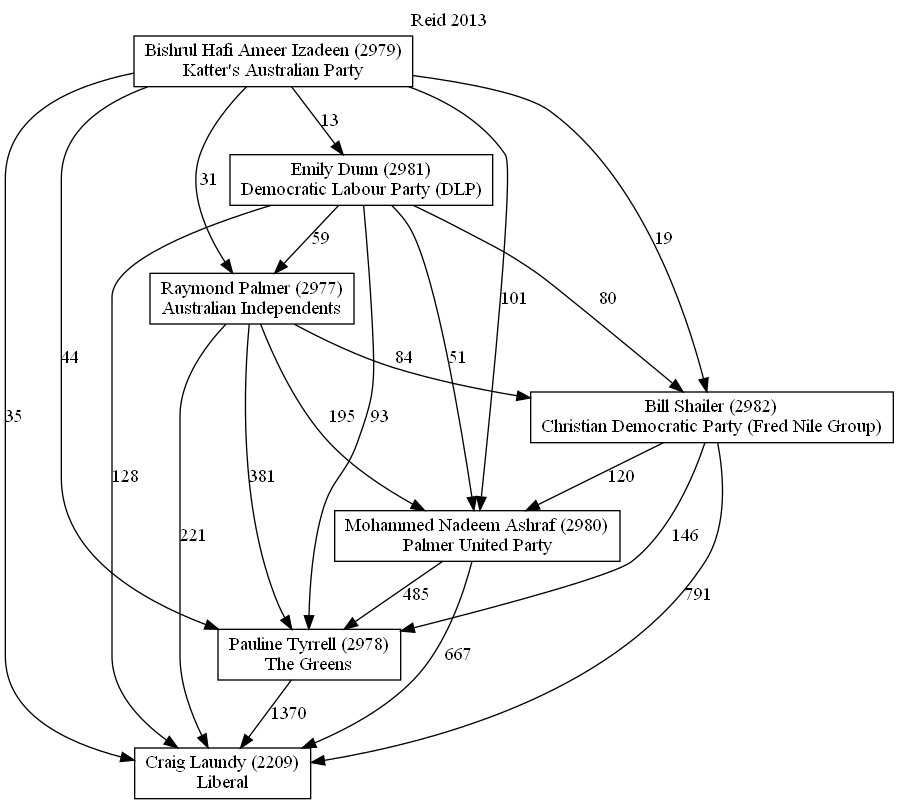 Reid 2013
Bishrul Hafi Ameer Izadeen (2979)
Katter's Australian Party
13
Emily Dunn (2981)
Democratic Labour Party (DLP)
31
59
19
Raymond Palmer (2977)
Australian Independents
101
80
44
84
51
Bill Shailer (2982)
Christian Democratic Party (Fred Nile Group)
35
195
93
128
381
120
Mohammed Nadeem Ashraf (2980)
Palmer United Party
221
146
485
791
Pauline Tyrrell (2978)
The Greens
667
1370
Craig Laundy (2209)
Liberal